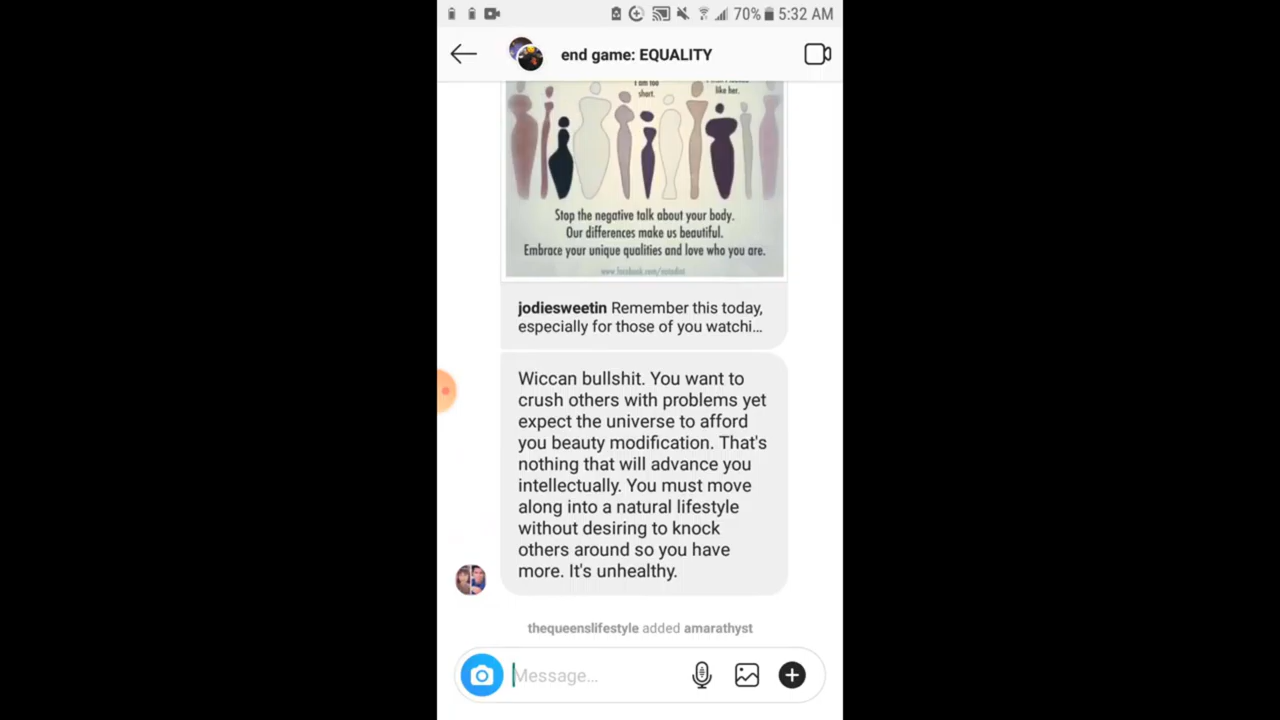 70% 5:32 AM
end game: EQUALITY
I am too
short.
like her.
Stop the negative talk about your body.
Our differences make us beautiful.
Embrace your unique qualities and love who you are.
jodiesweetin Remember this today,
especially for those of you watchi...
Wiccan bullshit. You want to
crush others with problems yet
expect the universe to afford
you beauty modification. That's
nothing that will advance you
intellectually. You must move
along into a natural lifestyle
without desiring to knock
others around so you have
more. It's unhealthy.
thequeenslifestyle added amarathyst
Message...